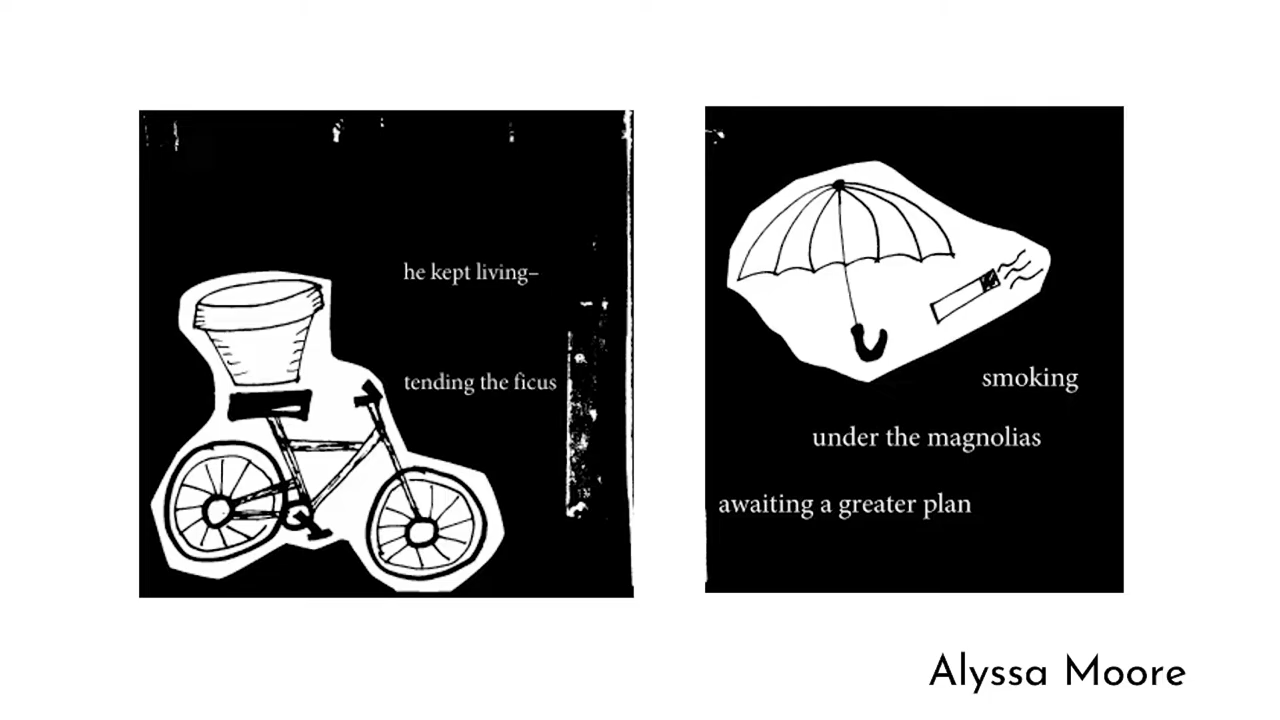 he kept living–
tending the ficus
smoking
under the magnolias
awaiting a greater plan
Alyssa Moore